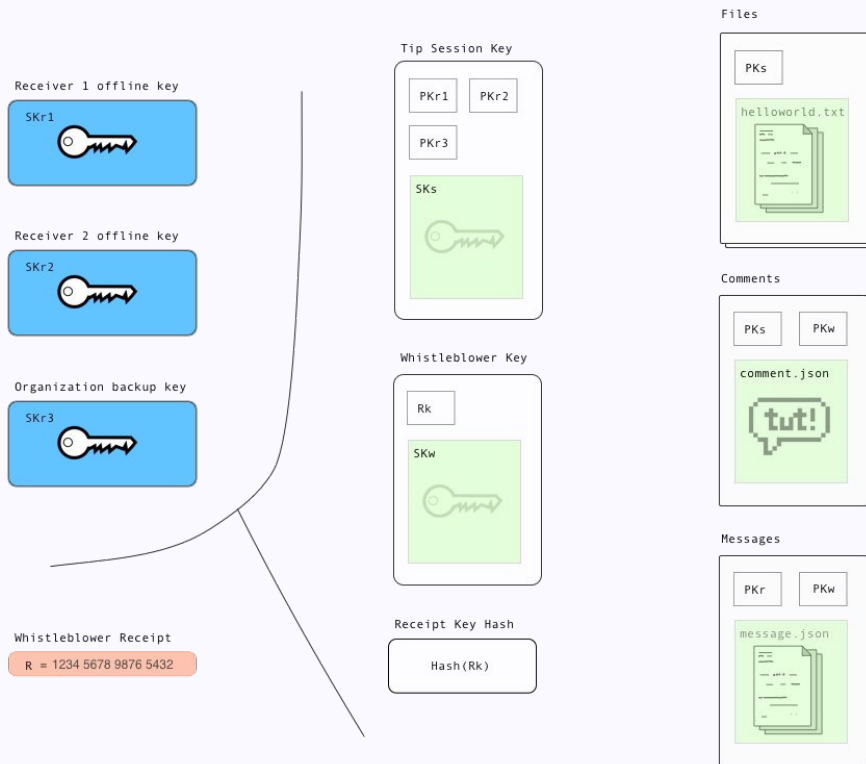 Receiver 1 offline key
SKr1
Receiver 2 offline key
SKr2
Organization backup key
SKr3
Whistleblower Receipt
R = 1234 5678 9876 5432
Tip Session Key
PKr1 PKr2
PKr3
SKs
Whistleblower Key
Rk
SKw
Receipt Key Hash
Hash(Rk)
Files
PKs
helloworld.txt
Comments
PKs PKw
comment.json
tut!
Messages
PKr PKw
message.json